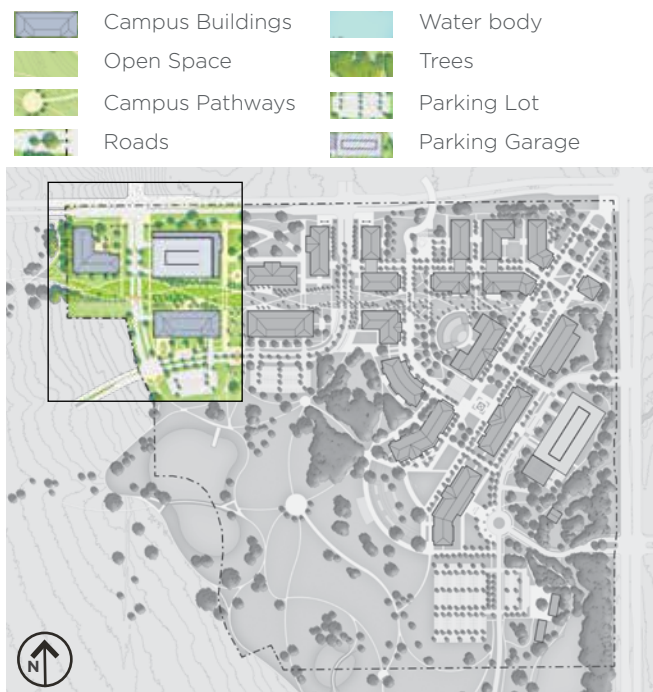 Campus Buildings
Water body
Open Space
Trees
Campus Pathways
Parking Lot
Roads
Parking Garage
N